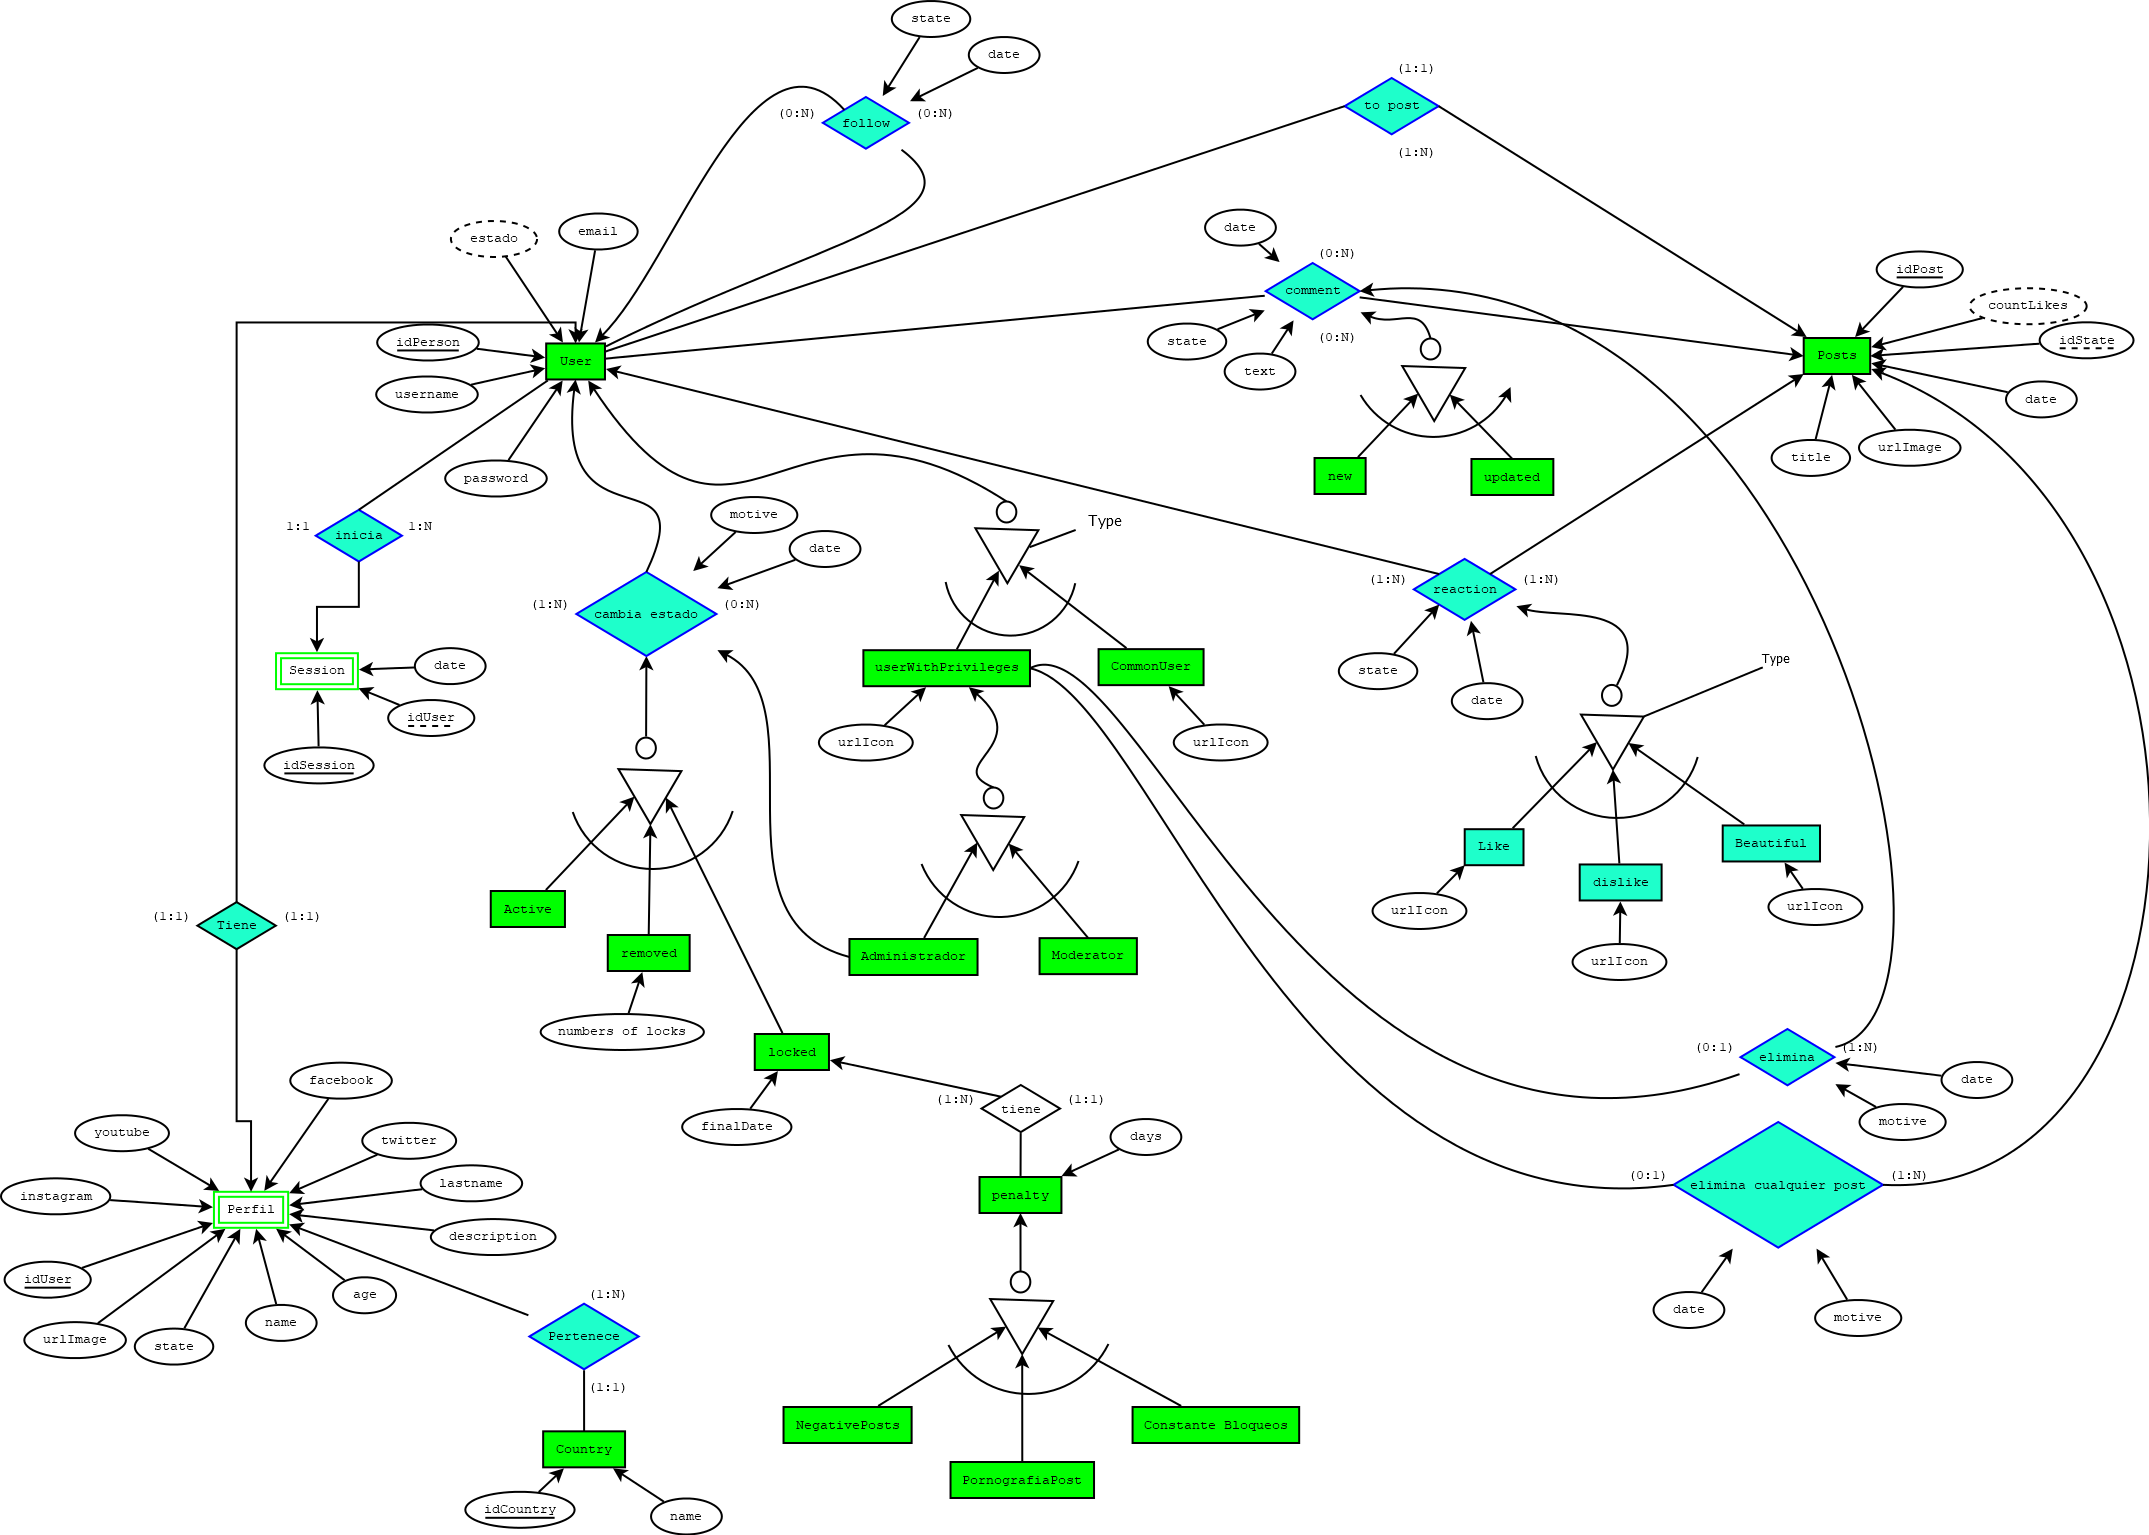 state
date
(1:1)
to post
(0:N)
follow
(0:N)
(1:N)
estado
email
date
(0:N)
comment
idPost
countLikes
idState
date
idPerson
username
User
state
text
(0:N)
Posts
title
urlImage
password
new
updated
1:1
inicia
1:N
motive
date
Type
(1:N)
cambia estado
(0:N)
(1:N)
reaction
(1:N)
Session
date
idUser
idSession
userWithPrivileges
CommonUser
urlIcon
urlIcon
state
date
Type
Like
dislike
Beautiful
urlIcon
urlIcon
urlIcon
(1:1)
Tiene
(1:1)
Active
removed
numbers of locks
Administrador
Moderator
locked
finalDate
(1:N)
tiene
(1:1)
penalty
days
(0:1)
elimina
(1:N)
date
motive
(0:1)
elimina cualquier post
(1:N)
date
motive
facebook
youtube
twitter
instagram
lastname
Perfil
description
idUser
urlImage
state
name
age
(1:N)
Pertenece
(1:1)
Country
idCountry
name
NegativePosts
PornografiaPost
Constante Bloqueos